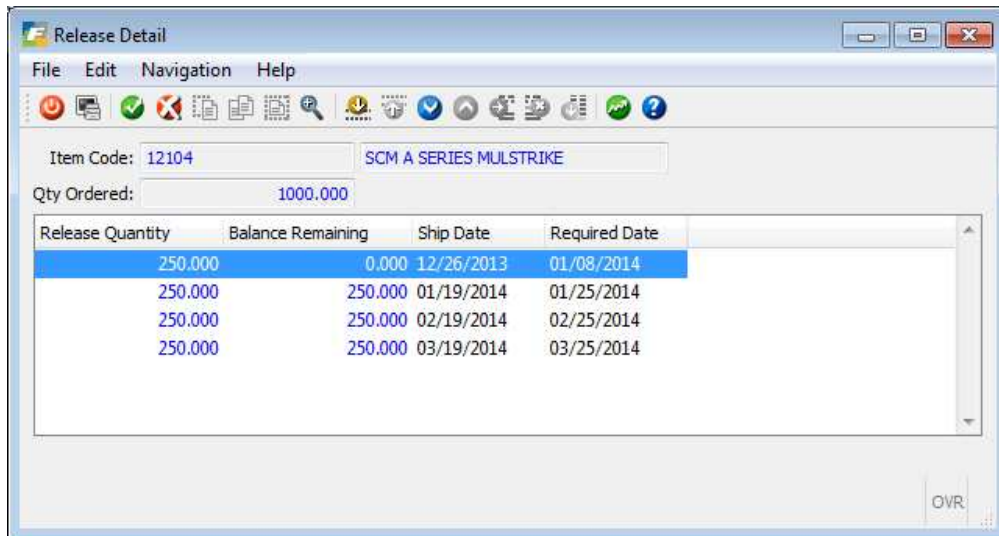 Release Detail
File Edit Navigation Help
Item Code: 12104 SCM A SERIES MULSTRIKE
Qty Ordered: 1000.000
Release Quantity Balance Remaining Ship Date Required Date
250.000 0.000 12/26/2013 01/08/2014
250.000 250.000 01/19/2014 01/25/2014
250.000 250.000 02/19/2014 02/25/2014
250.000 250.000 03/19/2014 03/25/2014
OVR